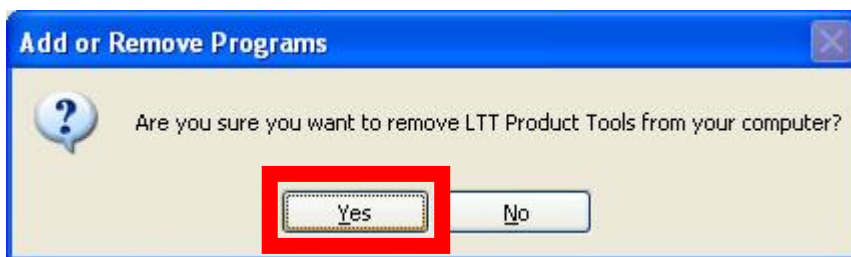 Add or Remove Programs
Are you sure you want to remove LTT Product Tools from your computer?
Yes No